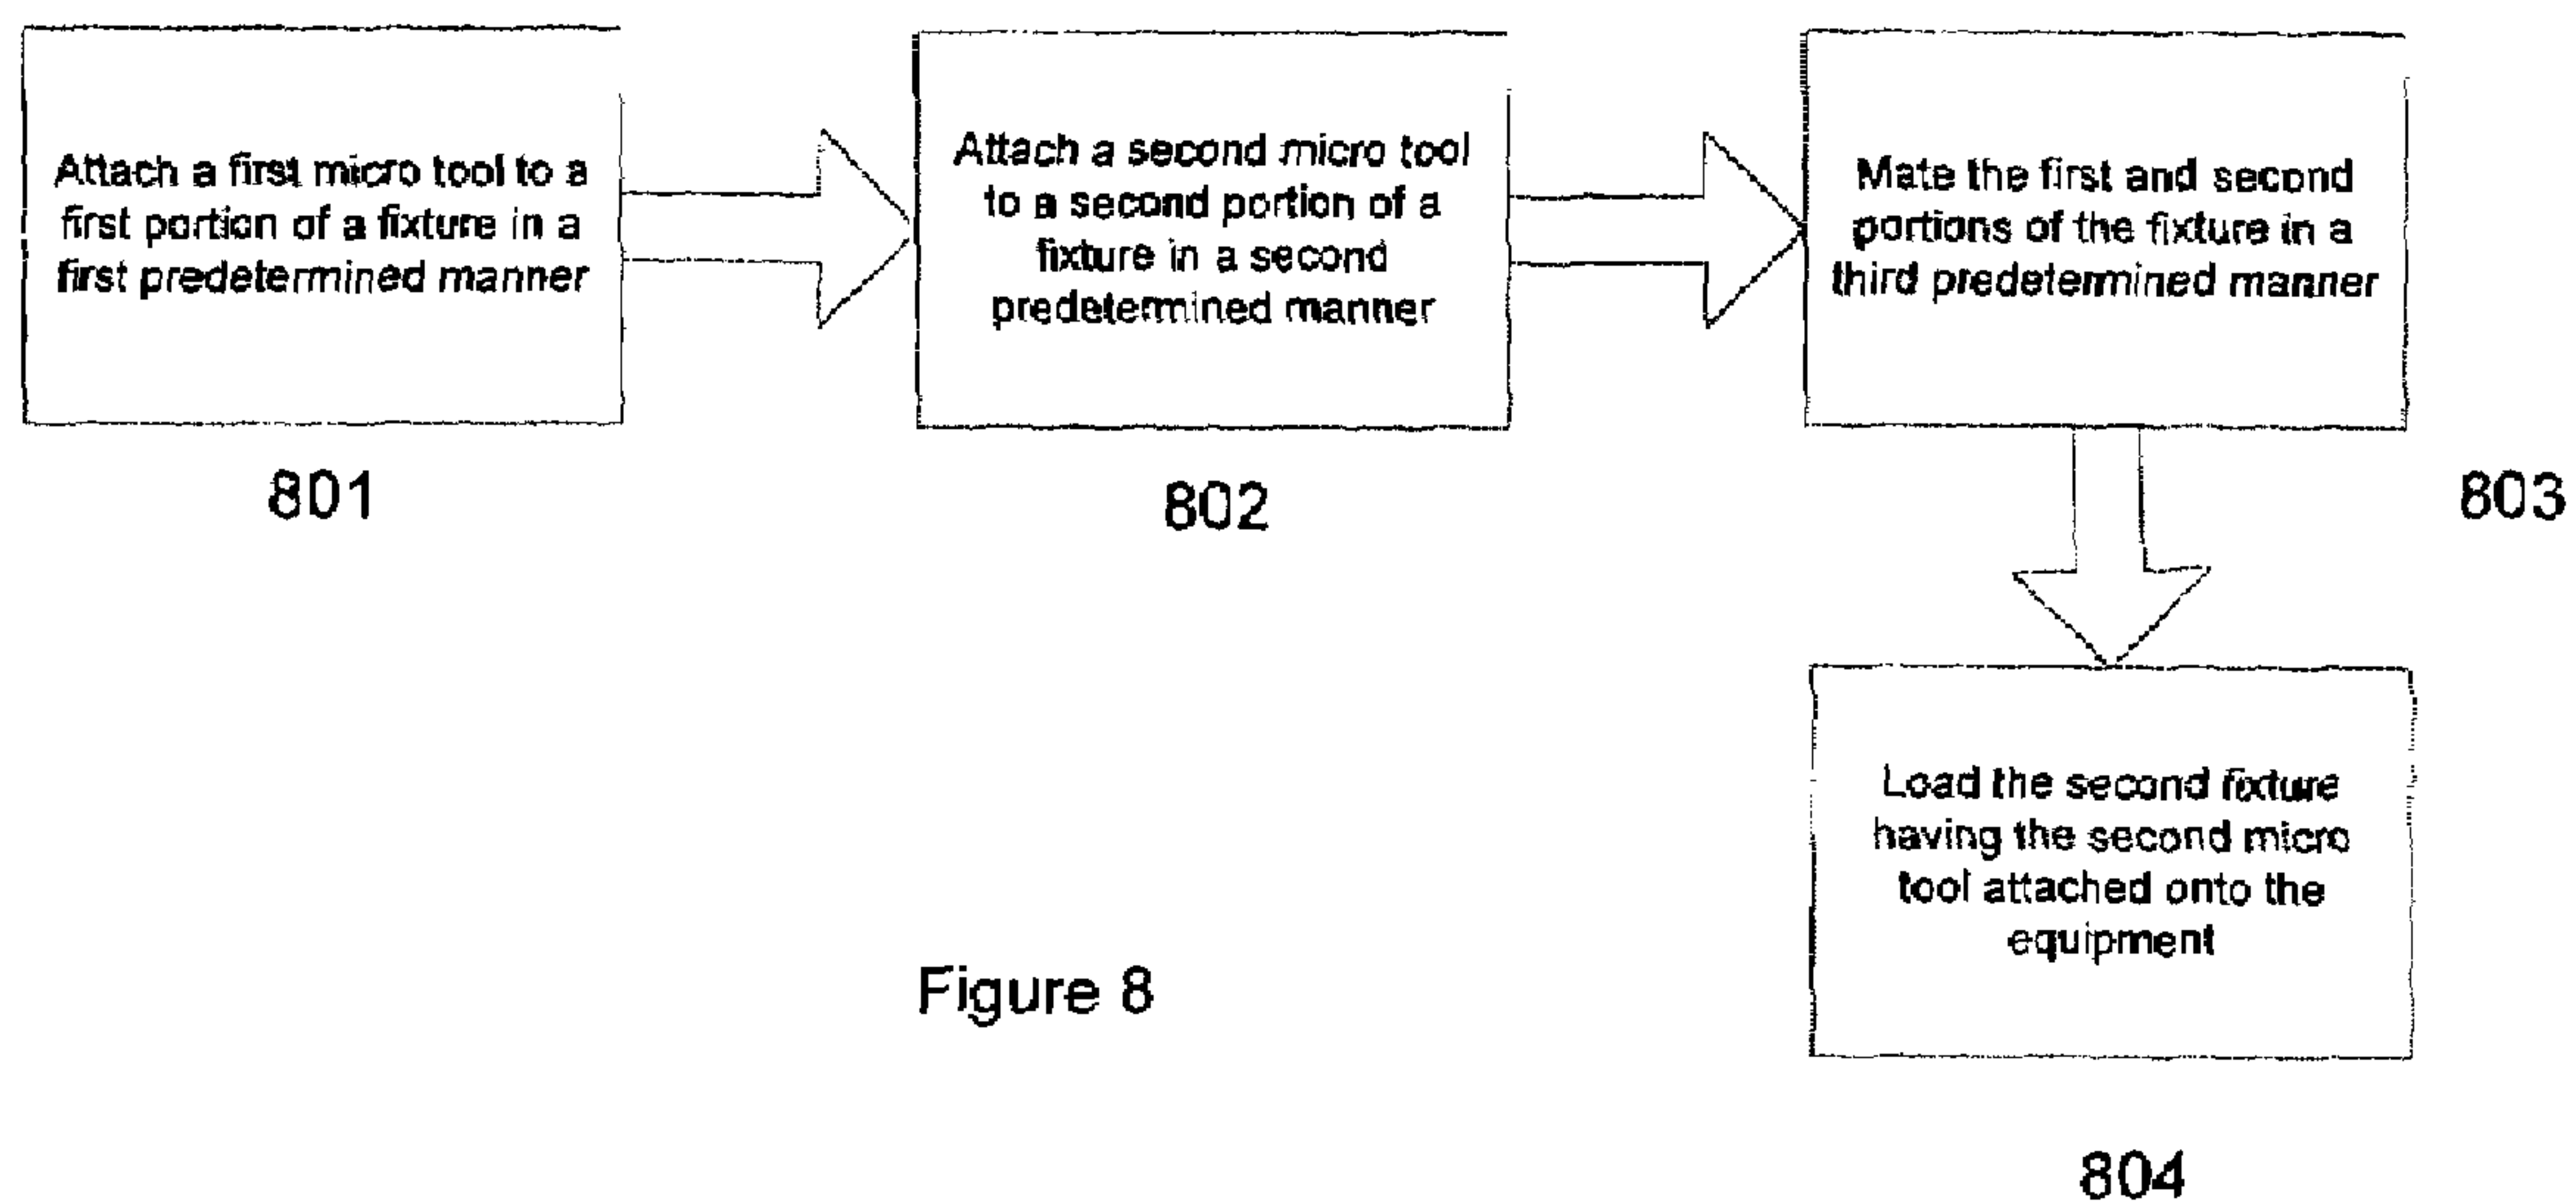 Attach a first micro tool to a
first portion of a fixture in a
first predetermined manner
801
Attach a second micro tool
to a second portion of a
fixture in a second
predetermined manner
802
Mate the first and second
portions of the fixture in a
third predetermined manner
803
Load the second fixture
having the second micro
tool attached onto the
equipment
804
Figure 8